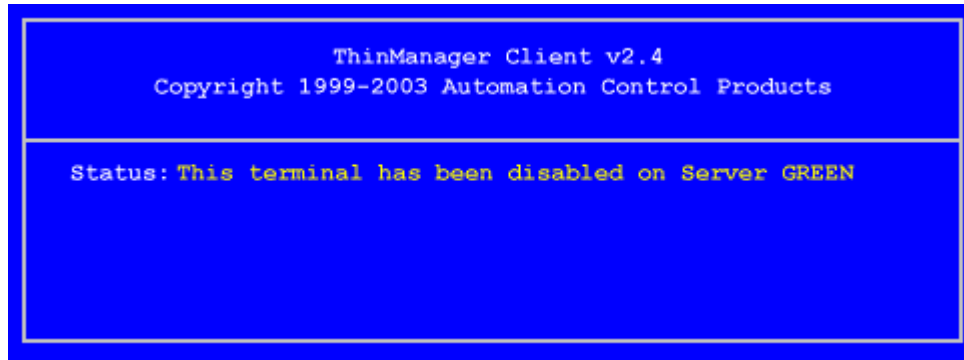 ThinManager Client v2.4
Copyright 1999-2003 Automation Control Products
Status: This terminal has been disabled on Server GREEN